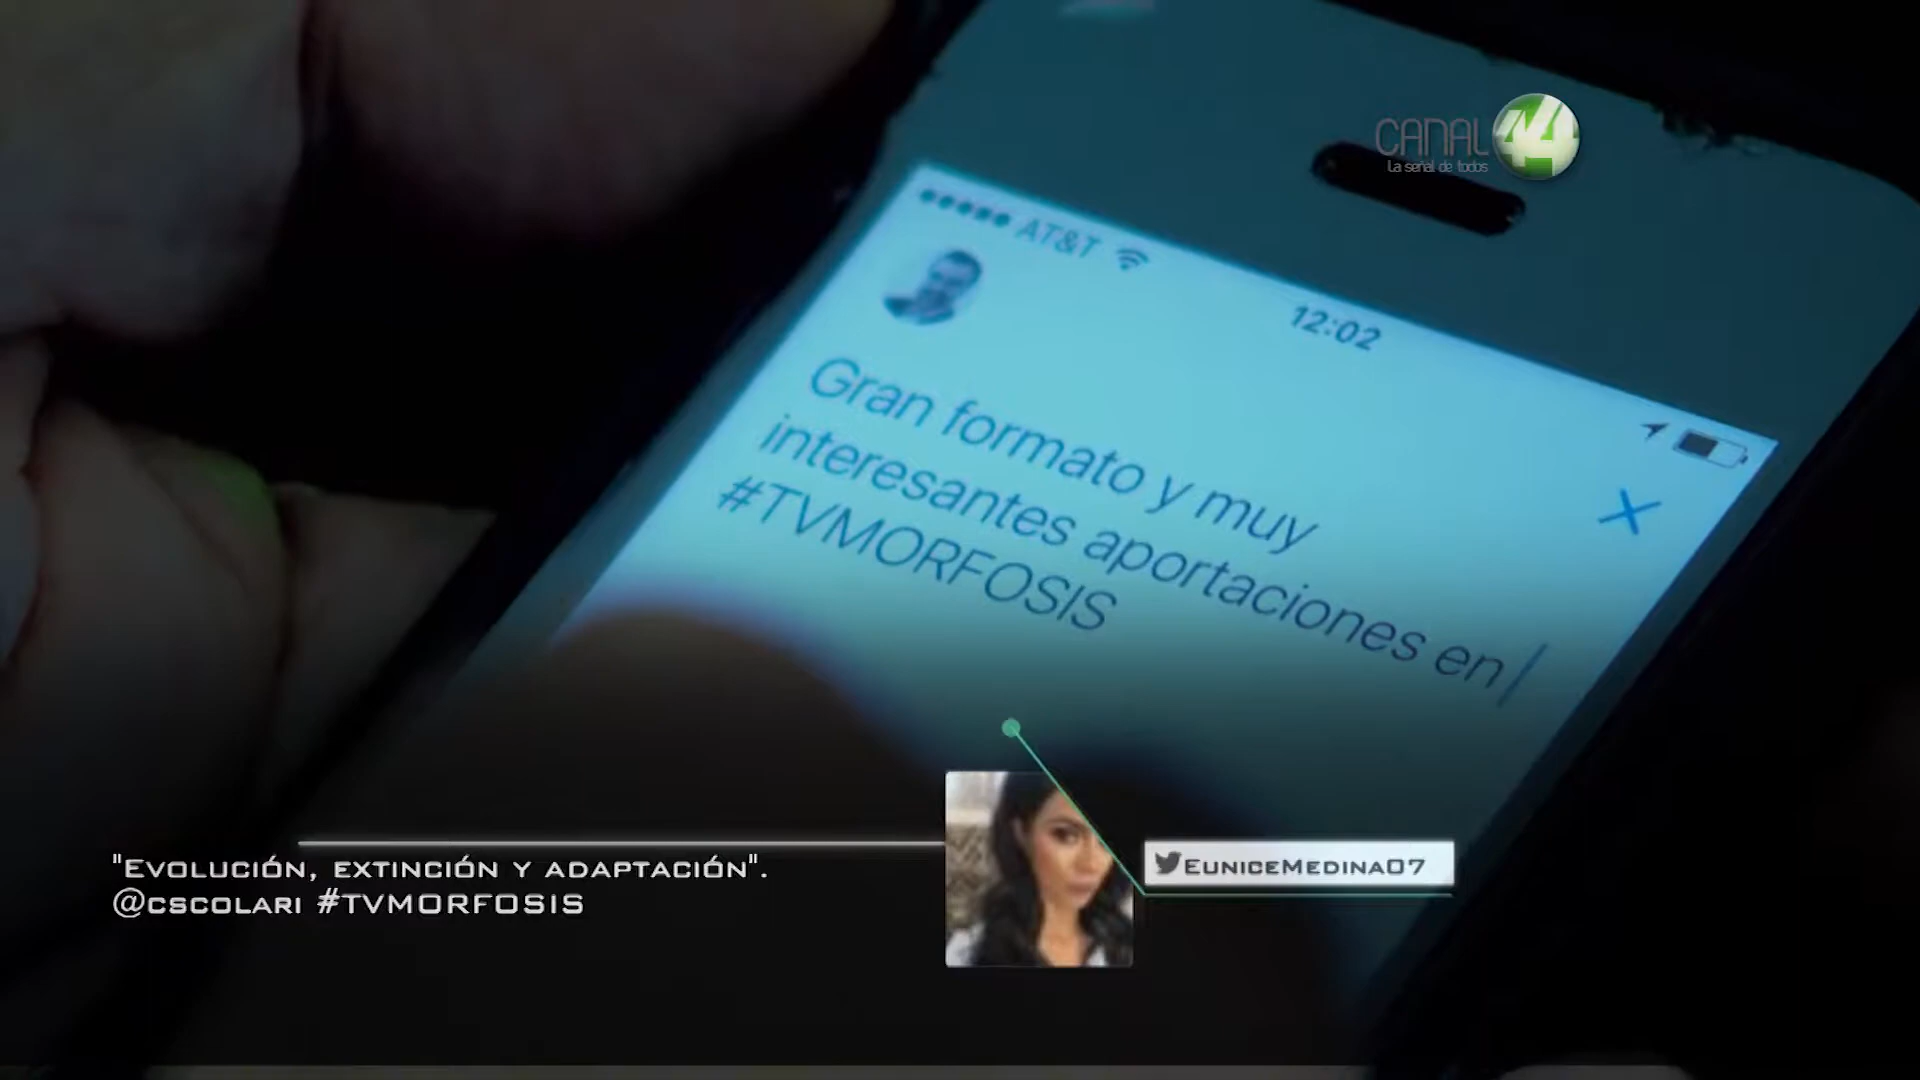 CANAL 44
La señal de todos
AT&T
12:02
Gran formato y muy
interesantes aportaciones en
#TVMORFOSIS
"EVOLUCIÓN, EXTINCIÓN Y ADAPTACIÓN".
@CSCOLARI #TVMORFOSIS
EUNICEMEDINA07